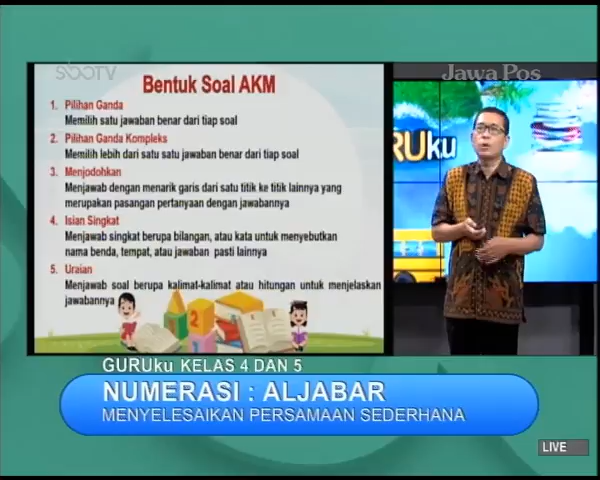 SBOTV
Jawa Pos
Bentuk Soal AKM
1. Pilihan Ganda
Memilih satu jawaban benar dari tiap soal
2. Pilihan Ganda Kompleks
Memilih lebih dari satu satu jawaban benar dari tiap soal
3. Menjodohkan
Menjawab dengan menarik garis dari satu titik ke titik lainnya yang
merupakan pasangan pertanyaan dengan jawabannya
4. Isian Singkat
Menjawab singkat berupa bilangan, atau kata untuk menyebutkan
nama benda, tempat, atau jawaban pasti lainnya
5. Uraian
Menjawab soal berupa kalimat-kalimat atau hitungan untuk menjelaskan
jawabannya
2
RUku
GURUku KELAS 4 DAN 5
NUMERASI : ALJABAR
MENYELESAIKAN PERSAMAAN SEDERHANA
LIVE